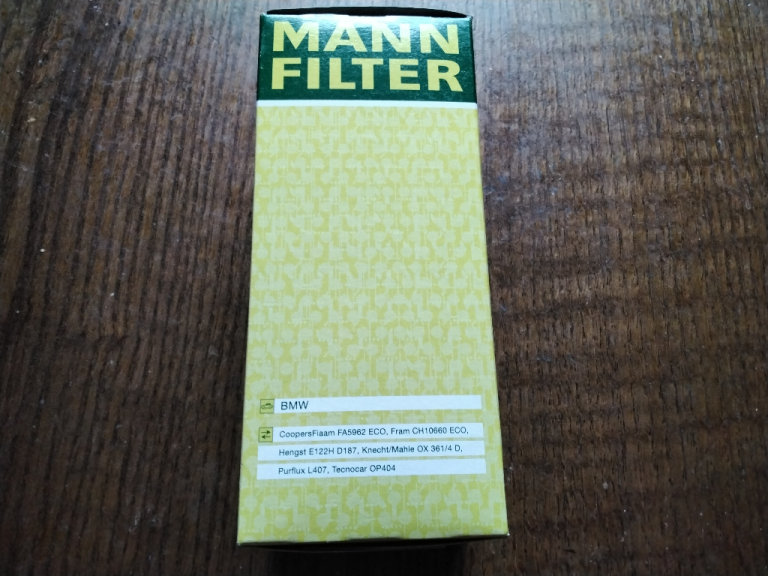 MANN
FILTER
BMW
CoopersFiaam FA5962 ECO, Fram CH10660 ECO,
Hengst E122H D187, Knecht/Mahle OX 361/4 D,
Purflux L407, Tecnocar OP404